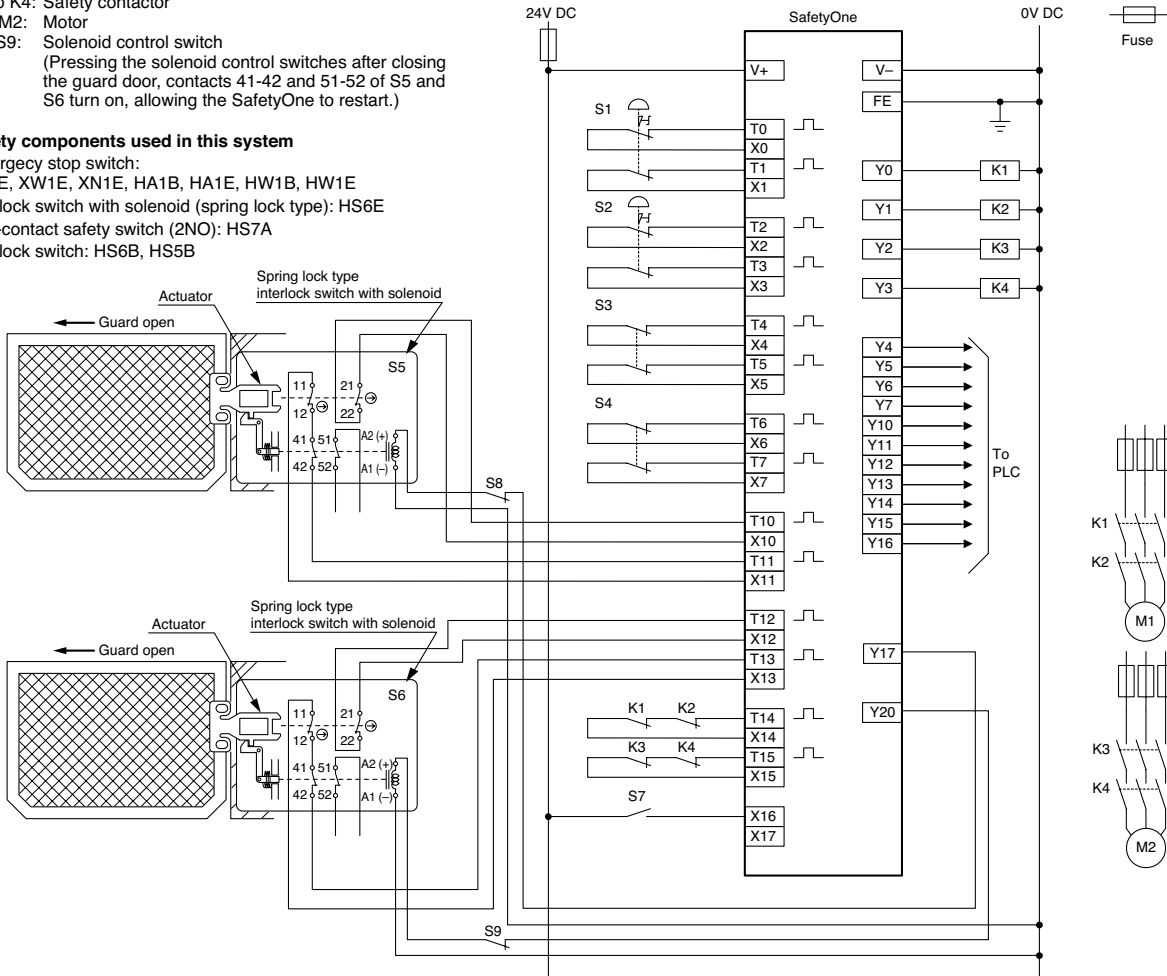 K4: Safety contactor
M2: Motor
S9: Solenoid control switch
(Pressing the solenoid control switches after closing
the guard door, contacts 41-42 and 51-52 of S5 and
S6 turn on, allowing the SafetyOne to restart.)
components used in this system
stop switch:
XW1E, XN1E, HA1B, HA1E, HW1B, HW1E
switch with solenoid (spring lock type): HS6E
safety switch (2NO): HS7A
switch: HS6B, HS5B
24V DC
SafetyOne
0V DC
Fuse
V+
V–
FE
S1
T0
X0
T1
X1
Y0
K1
S2
T2
X2
T3
X3
Y1
K2
Y2
K3
Y3
K4
S3
T4
X4
T5
X5
S4
T6
X6
T7
X7
Y4
Y5
Y6
Y7
Y10
Y11
Y12
Y13
Y14
Y15
Y16
To
PLC
Spring lock type
interlock switch with solenoid
Actuator
Guard open
S5
11
21
12
22
41
51
A2 (+)
42
52
A1 (–)
S8
T10
X10
T11
X11
K1
K2
M1
Spring lock type
interlock switch with solenoid
Actuator
Guard open
S6
11
21
12
22
41
51
A2 (+)
42
52
A1 (–)
T12
X12
T13
X13
Y17
Y20
K1
K2
T14
X14
K3
K4
T15
X15
S7
X16
X17
S9
K3
K4
M2